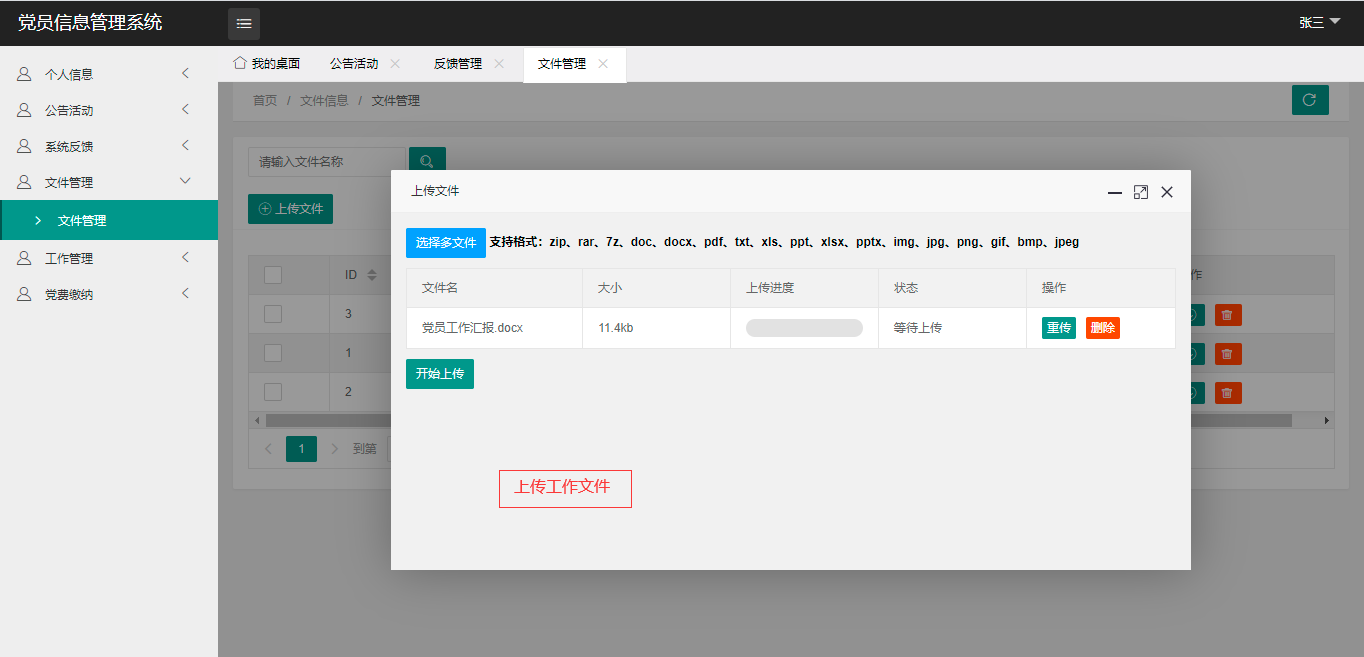 党员信息管理系统
张三
个人信息
公告活动
系统反馈
文件管理
文件管理
工作管理
党费缴纳
我的桌面 公告活动 反馈管理 文件管理
首页 / 文件信息 / 文件管理
请输入文件名称
上传文件
ID 作
3
1
2
1 到第
上传文件
选择多文件 支持格式：zip、rar、7z、doc、docx、pdf、txt、xls、ppt、xlsx、pptx、img、jpg、png、gif、bmp、jpeg
文件名 大小 上传进度 状态 操作
党员工作汇报.docx 11.4kb 等待上传 重传 删除
开始上传
上传工作文件